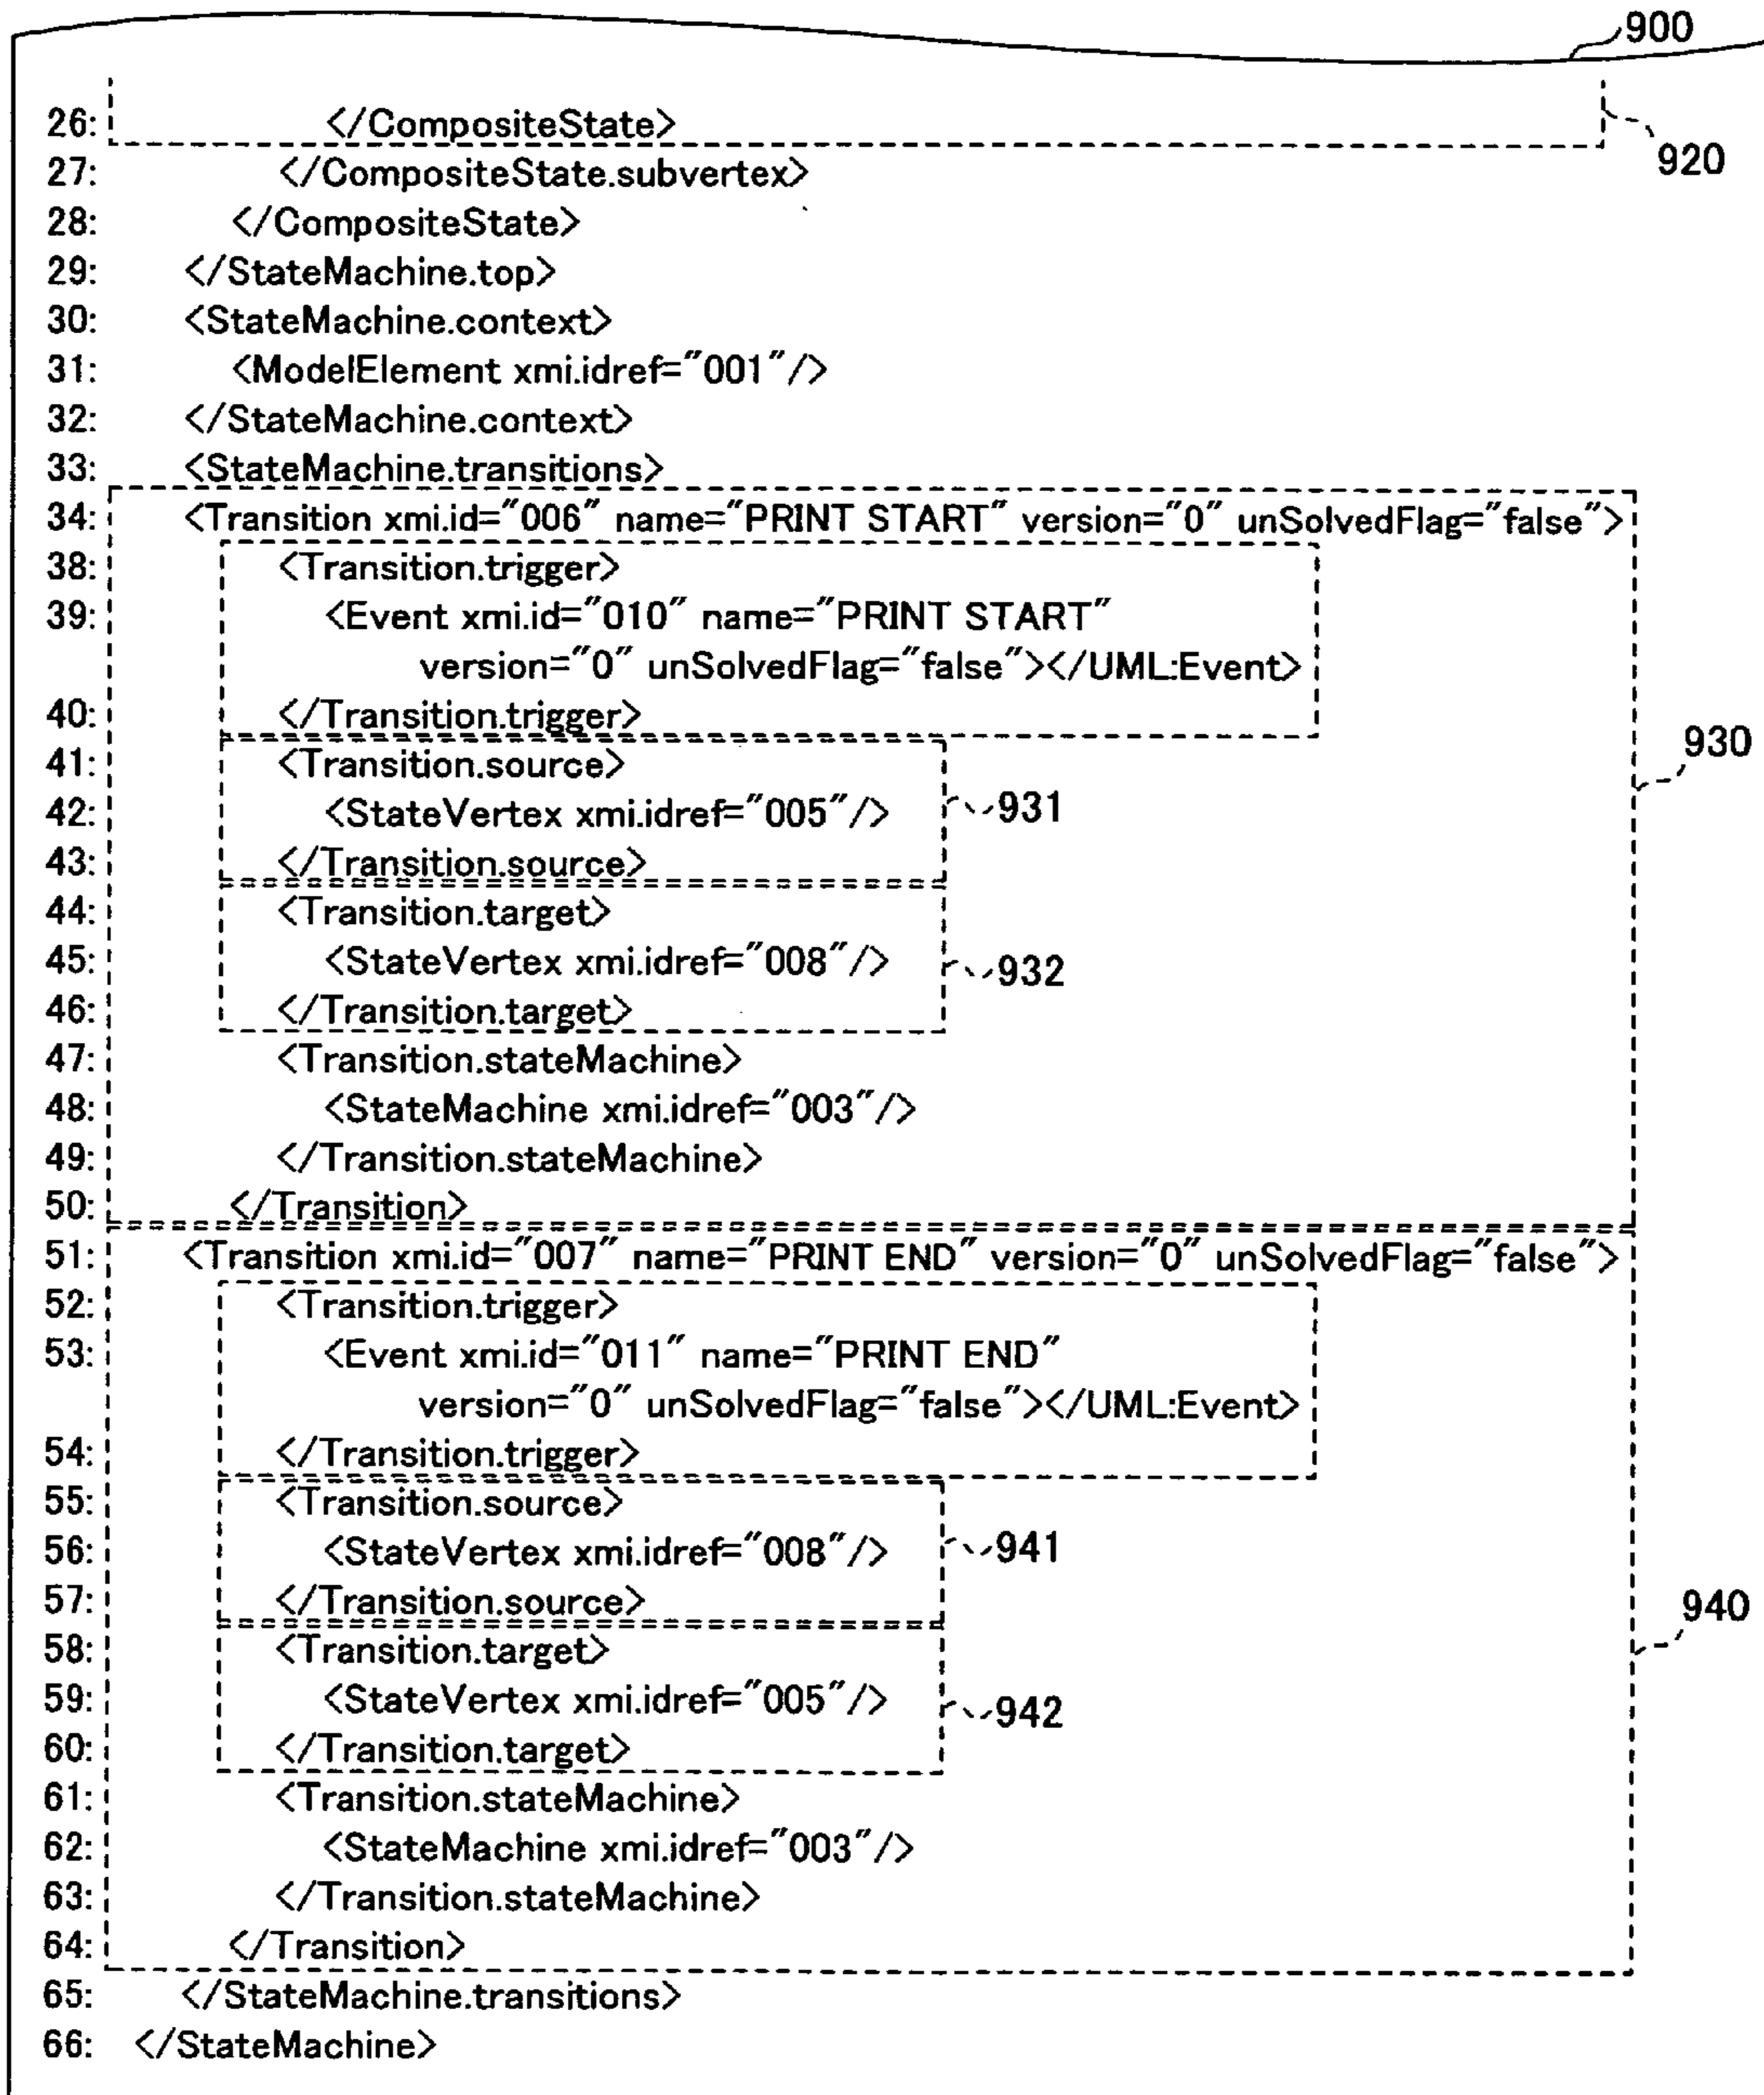 900
26: </CompositeState>
920
27: </CompositeState.subvertex>
28: </CompositeState>
29: </StateMachine.top>
30: <StateMachine.context>
31: <ModelElement xmi.idref="001"/>
32: </StateMachine.context>
33: <StateMachine.transitions>
34: <Transition xmi.id="006" name="PRINT START" version="0" unSolvedFlag="false">
38: <Transition.trigger>
39: <Event xmi.id="010" name="PRINT START"
version="0" unSolvedFlag="false"></UML:Event>
40: </Transition.trigger>
930
41: <Transition.source>
42: <StateVertex xmi.idref="005"/> 931
43: </Transition.source>
44: <Transition.target>
45: <StateVertex xmi.idref="008"/> 932
46: </Transition.target>
47: <Transition.stateMachine>
48: <StateMachine xmi.idref="003"/>
49: </Transition.stateMachine>
50: </Transition>
51: <Transition xmi.id="007" name="PRINT END" version="0" unSolvedFlag="false">
52: <Transition.trigger>
53: <Event xmi.id="011" name="PRINT END"
version="0" unSolvedFlag="false"></UML:Event>
54: </Transition.trigger>
55: <Transition.source>
56: <StateVertex xmi.idref="008"/> 941
57: </Transition.source>
940
58: <Transition.target>
59: <StateVertex xmi.idref="005"/> 942
60: </Transition.target>
61: <Transition.stateMachine>
62: <StateMachine xmi.idref="003"/>
63: </Transition.stateMachine>
64: </Transition>
65: </StateMachine.transitions>
66: </StateMachine>